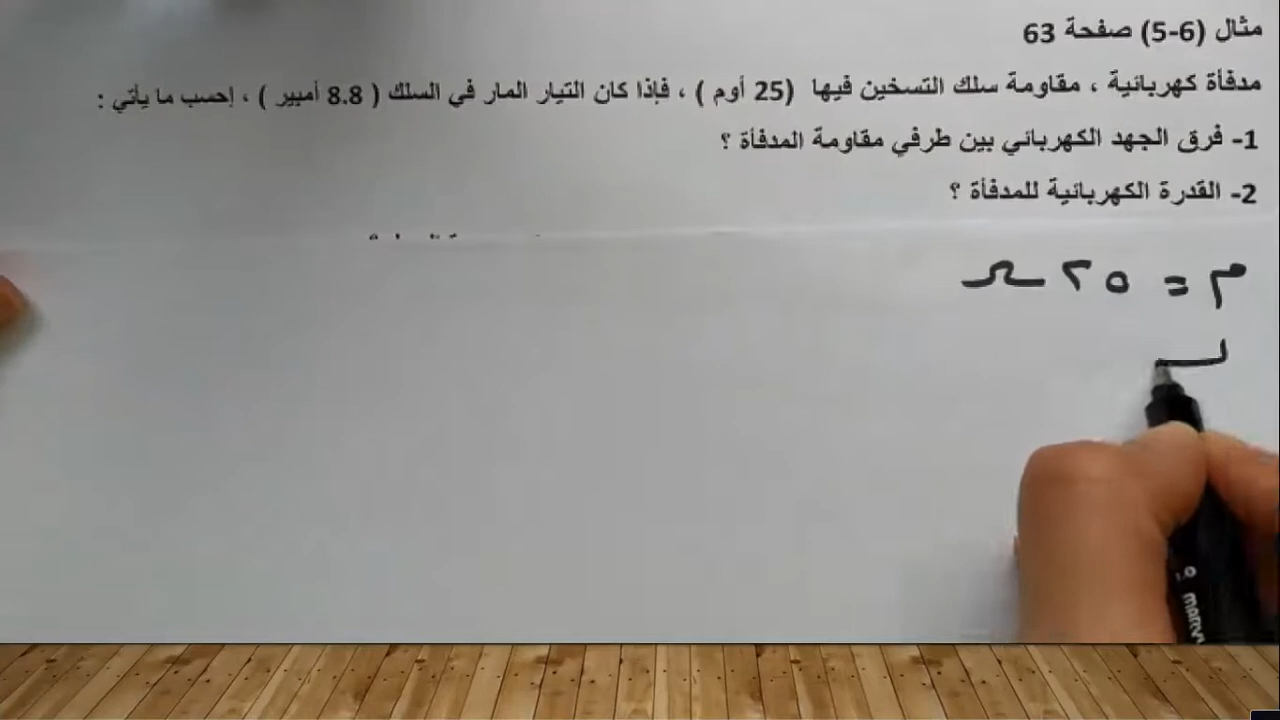 مثال (6-5) صفحة 63
مدفأة كهربائية ، مقاومة سلك التسخين فيها (25 أوم ) ، فإذا كان التيار المار في السلك ( 8.8 أمبير ) ، إحسب ما يأتي :
1- فرق الجهد الكهربائي بين طرفي مقاومة المدفأة ؟
2- القدرة الكهربائية للمدفأة ؟
م = ٢٥ Ω